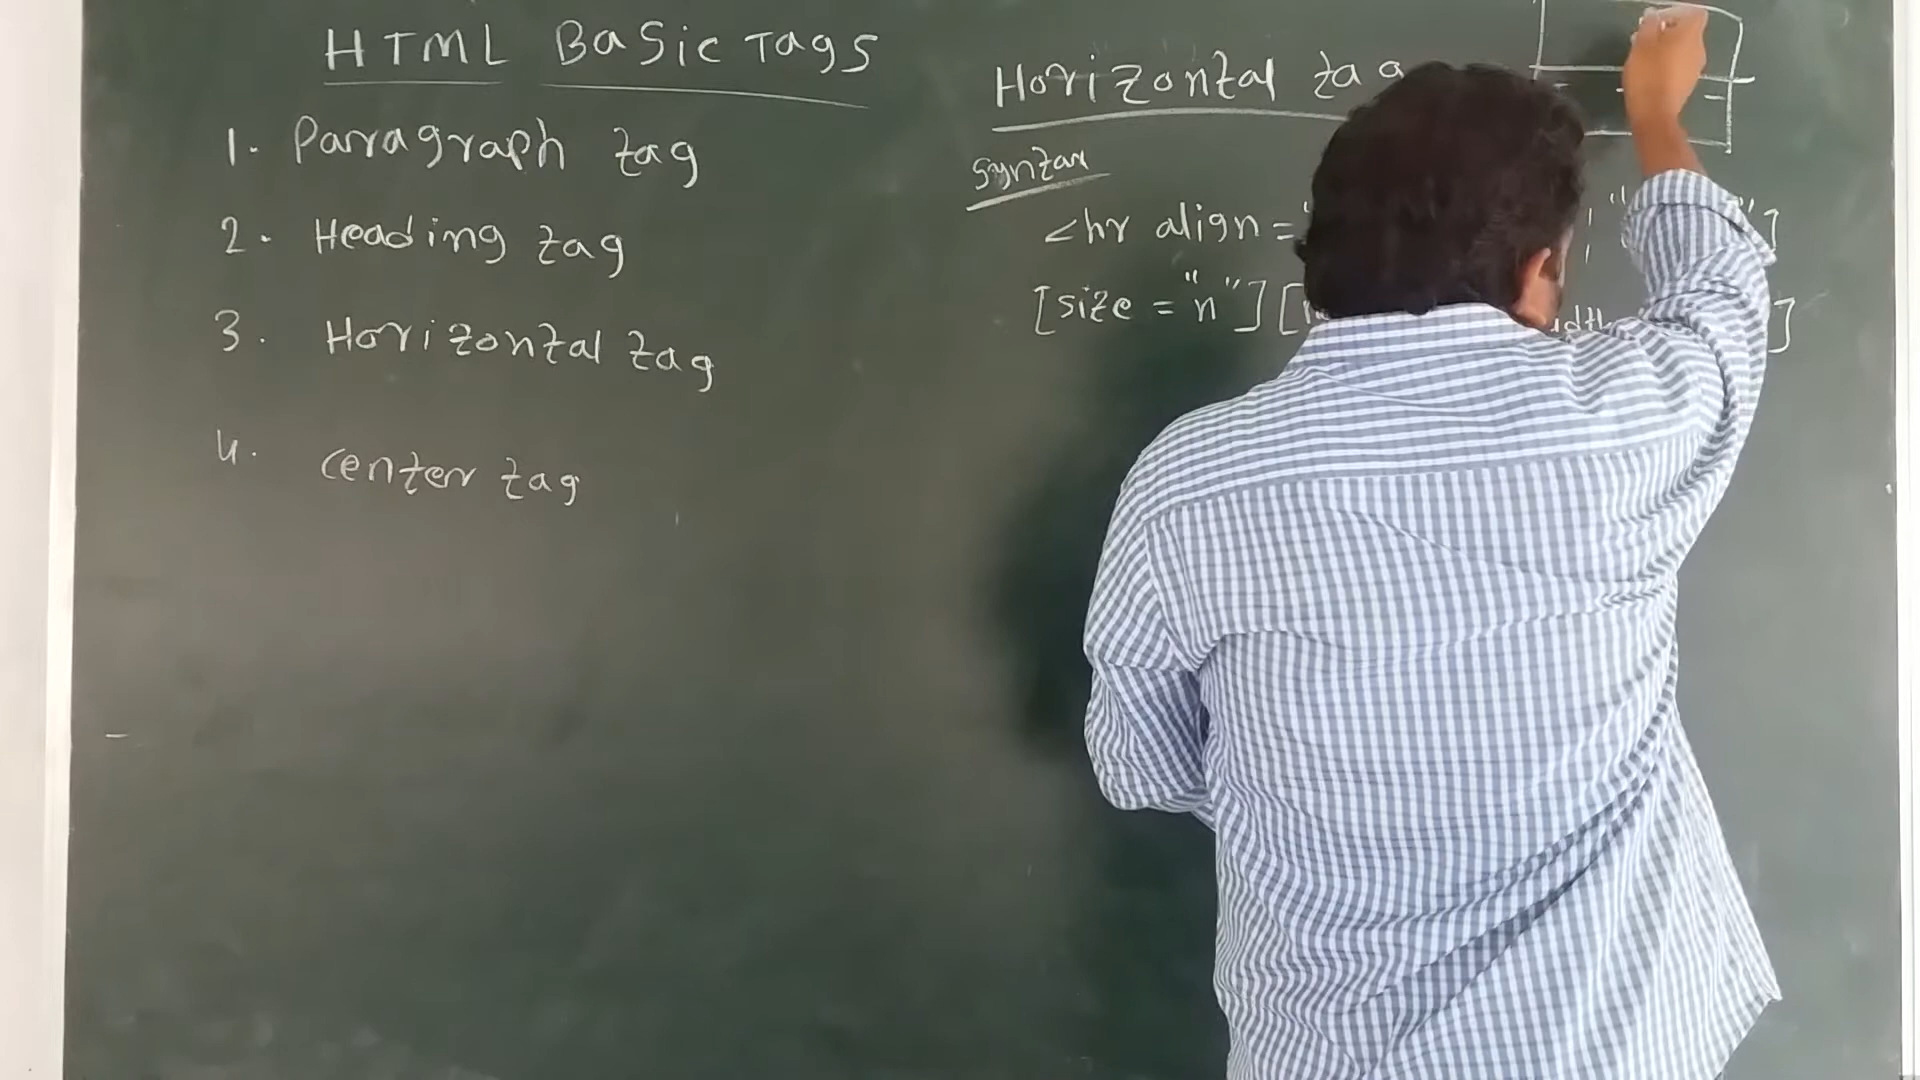 HTML Basic Tags
1. Paragraph tag
2. Heading tag
3. Horizontal tag
4. center tag
Horizontal tag
Syntax
<hr align="
[size = "n"] [
]